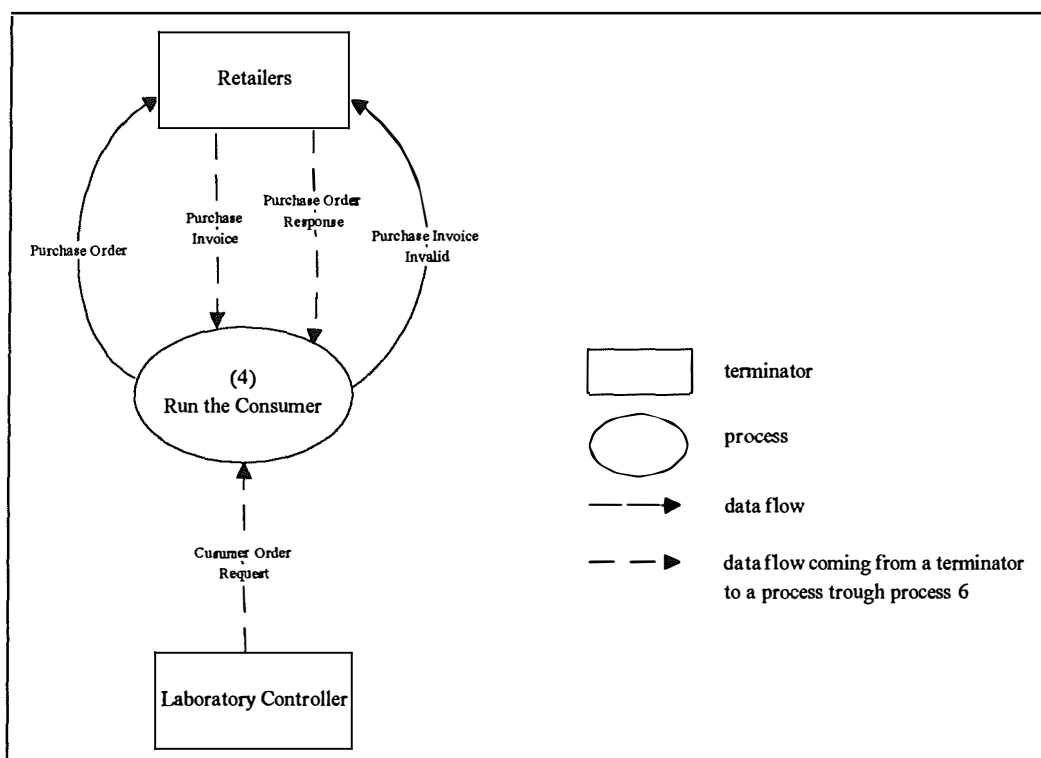 Retailers
Purchase Order
Purchase
Invoice
Purchase Order
Response
Purchase Invoice
Invalid
(4)
Run the Consumer
Cusumer Order
Request
Laboratory Controller
terminator
process
data flow
data flow coming from a terminator
to a process trough process 6